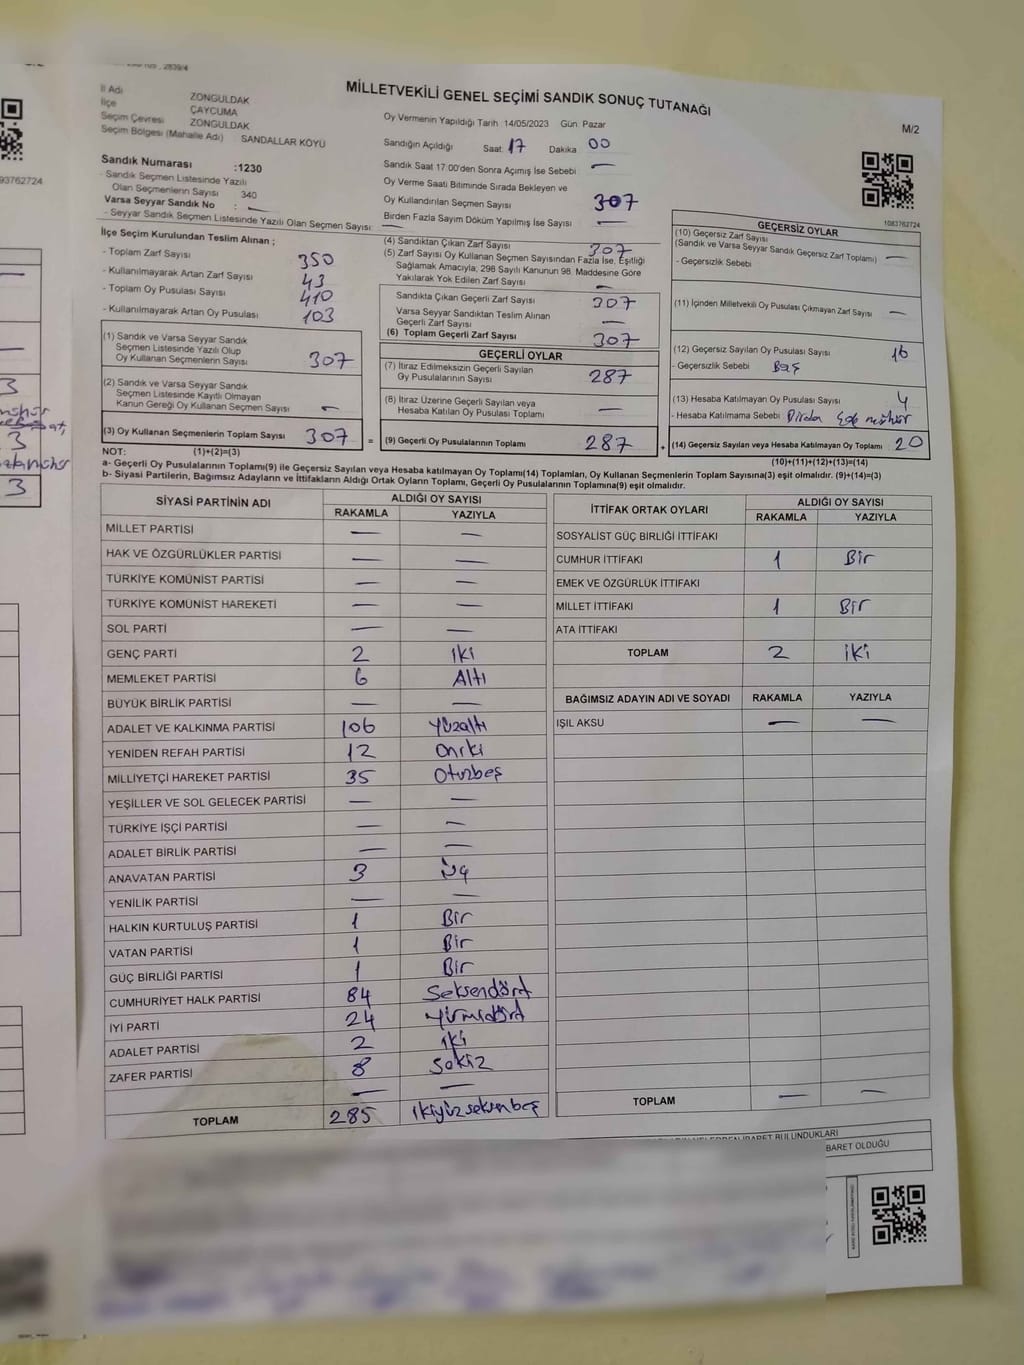 2839/4
İl Adı ZONGULDAK
İlçe ÇAYCUMA
Seçim Çevresi ZONGULDAK
Seçim Bölgesi (Mahalle Adı) SANDALLAR KÖYÜ
Sandık Numarası :1230
- Sandık Seçmen Listesinde Yazılı
Olan Seçmenlerin Sayısı 340
Varsa Seyyar Sandık No : —
- Seyyar Sandık Seçmen Listesinde Yazılı Olan Seçmen Sayısı: —
MİLLETVEKİLİ GENEL SEÇİMİ SANDIK SONUÇ TUTANAĞI
M/2
Oy Vermenin Yapıldığı Tarih :14/05/2023 Gün: Pazar
Sandığın Açıldığı Saat: 17 Dakika 00
Sandık Saat 17:00'den Sonra Açımış İse Sebebi —
Oy Verme Saati Bitiminde Sırada Bekleyen ve
Oy Kullandırılan Seçmen Sayısı 307
Birden Fazla Sayım Döküm Yapılmış İse Sayısı —
1083762724
93762724
İlçe Seçim Kurulundan Teslim Alınan ;
- Toplam Zarf Sayısı 350
- Kullanılmayarak Artan Zarf Sayısı 43
- Toplam Oy Pusulası Sayısı 410
- Kullanılmayarak Artan Oy Pusulası 103
(1) Sandık ve Varsa Seyyar Sandık
Seçmen Listesinde Yazılı Olup
Oy Kullanan Seçmenlerin Sayısı 307
(2) Sandık ve Varsa Seyyar Sandık
Seçmen Listesinde Kayıtlı Olmayan
Kanun Gereği Oy Kullanan Seçmen Sayısı —
(3) Oy Kullanan Seçmenlerin Toplam Sayısı 307 =
(4) Sandıktan Çıkan Zarf Sayısı 307
(5) Zarf Sayısı Oy Kullanan Seçmen Sayısından Fazla İse, Eşitliği
Sağlamak Amacıyla, 298 Sayılı Kanunun 98. Maddesine Göre
Yakılarak Yok Edilen Zarf Sayısı —
Sandıkta Çıkan Geçerli Zarf Sayısı 307
Varsa Seyyar Sandıktan Teslim Alınan
Geçerli Zarf Sayısı —
(6) Toplam Geçerli Zarf Sayısı 307
GEÇERLİ OYLAR
(7) İtiraz Edilmeksizin Geçerli Sayılan
Oy Pusulalarının Sayısı 287
(8) İtiraz Üzerine Geçerli Sayılan veya
Hesaba Katılan Oy Pusulası Toplamı —
(9) Geçerli Oy Pusulalarının Toplamı 287 +
GEÇERSİZ OYLAR
(10) Geçersiz Zarf Sayısı
(Sandık ve Varsa Seyyar Sandık Geçersiz Zarf Toplamı) —
- Geçersizlik Sebebi
(11) İçinden Milletvekili Oy Pusulası Çıkmayan Zarf Sayısı —
(12) Geçersiz Sayılan Oy Pusulası Sayısı 16
- Geçersizlik Sebebi Boş
(13) Hesaba Katılmayan Oy Pusulası Sayısı 4
- Hesaba Katılmama Sebebi mühür
(14) Geçersiz Sayılan veya Hesaba Katılmayan Oy Toplamı 20
NOT: (1)+(2)=(3)
(10)+(11)+(12)+(13)=(14)
a- Geçerli Oy Pusulalarının Toplamı(9) ile Geçersiz Sayılan veya Hesaba katılmayan Oy Toplamı(14) Toplamları, Oy Kullanan Seçmenlerin Toplam Sayısına(3) eşit olmalıdır. (9)+(14)=(3)
b- Siyasi Partilerin, Bağımsız Adayların ve İttifakların Aldığı Ortak Oyların Toplamı, Geçerli Oy Pusulalarının Toplamına(9) eşit olmalıdır.
SİYASİ PARTİNİN ADI ALDIĞI OY SAYISI
RAKAMLA YAZIYLA
MİLLET PARTİSİ — —
HAK VE ÖZGÜRLÜKLER PARTİSİ — —
TÜRKİYE KOMÜNİST PARTİSİ — —
TÜRKİYE KOMÜNİST HAREKETİ — —
SOL PARTİ — —
GENÇ PARTİ 2 iki
MEMLEKET PARTİSİ 6 Altı
BÜYÜK BİRLİK PARTİSİ — —
ADALET VE KALKINMA PARTİSİ 106 Yüzaltı
YENİDEN REFAH PARTİSİ 12 Oniki
MİLLİYETÇİ HAREKET PARTİSİ 35 Otuzbeş
YEŞİLLER VE SOL GELECEK PARTİSİ — —
TÜRKİYE İŞÇİ PARTİSİ — —
ADALET BİRLİK PARTİSİ — —
ANAVATAN PARTİSİ 3 Üç
YENİLİK PARTİSİ — —
HALKIN KURTULUŞ PARTİSİ 1 Bir
VATAN PARTİSİ 1 Bir
GÜÇ BİRLİĞİ PARTİSİ 1 Bir
CUMHURİYET HALK PARTİSİ 84 Seksendört
İYİ PARTİ 24 Yirmidört
ADALET PARTİSİ 2 iki
ZAFER PARTİSİ 8 Sekiz
— —
TOPLAM 285 ikiyüzseksenbeş
İTTİFAK ORTAK OYLARI ALDIĞI OY SAYISI
RAKAMLA YAZIYLA
SOSYALİST GÜÇ BİRLİĞİ İTTİFAKI
CUMHUR İTTİFAKI 1 Bir
EMEK VE ÖZGÜRLÜK İTTİFAKI
MİLLET İTTİFAKI 1 Bir
ATA İTTİFAKI
TOPLAM 2 iki
BAĞIMSIZ ADAYIN ADI VE SOYADI RAKAMLA YAZIYLA
IŞIL AKSU — —
TOPLAM — —
BULUNDUKLARI
İBARET OLDUĞU
3
3
3